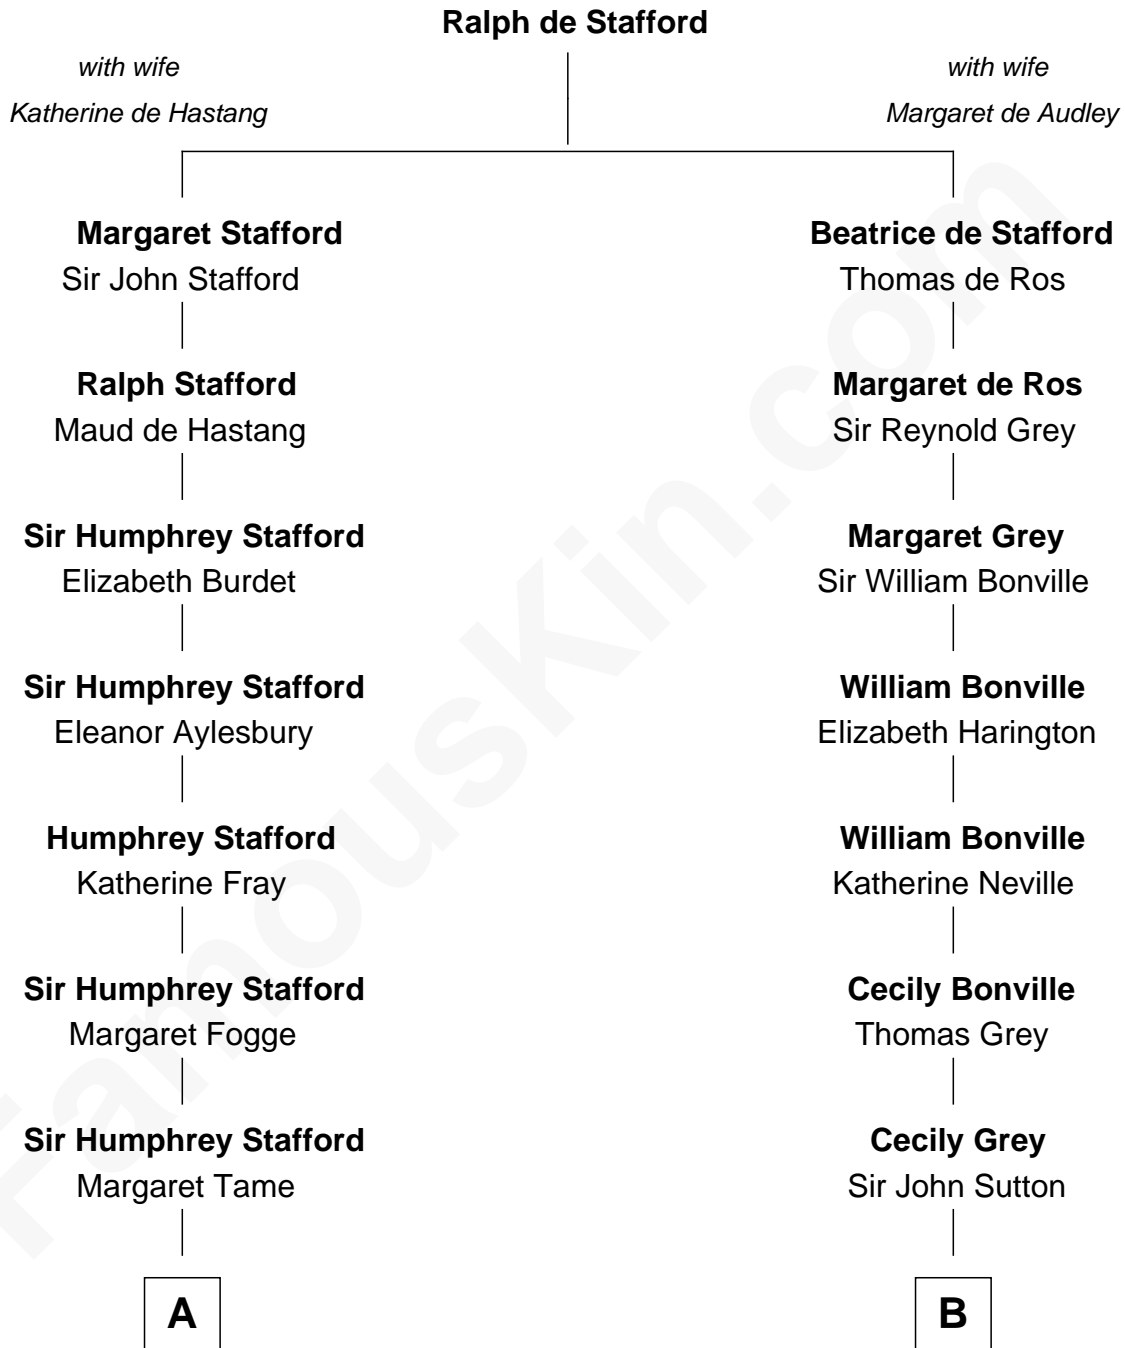 Ralph de Stafford
with wife
Katherine de Hastang
with wife
Margaret de Audley
Margaret Stafford
Sir John Stafford
Beatrice de Stafford
Thomas de Ros
Ralph Stafford
Maud de Hastang
Margaret de Ros
Sir Reynold Grey
Sir Humphrey Stafford
Elizabeth Burdet
Margaret Grey
Sir William Bonville
Sir Humphrey Stafford
Eleanor Aylesbury
William Bonville
Elizabeth Harington
Humphrey Stafford
Katherine Fray
William Bonville
Katherine Neville
Sir Humphrey Stafford
Margaret Fogge
Cecily Bonville
Thomas Grey
Sir Humphrey Stafford
Margaret Tame
Cecily Grey
Sir John Sutton
A
B
FamousKin.com